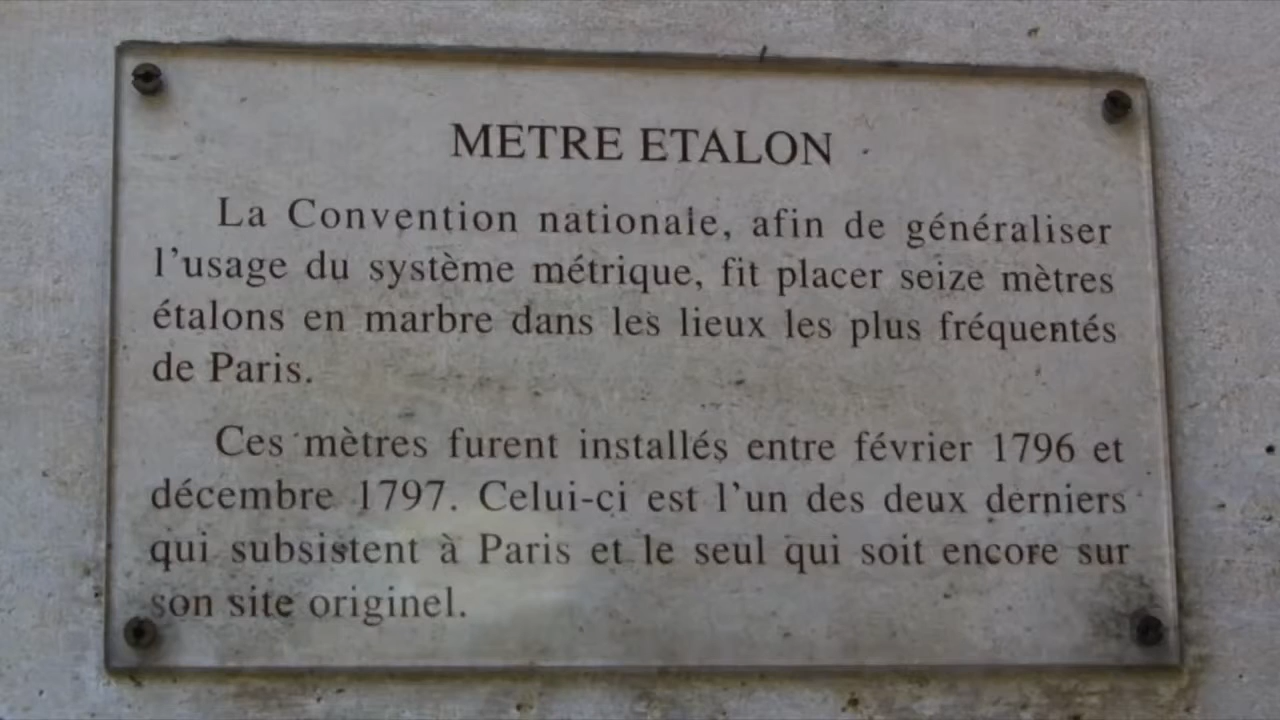 METRE ETALON
La Convention nationale, afin de généraliser
l'usage du système métrique, fit placer seize mètres
étalons en marbre dans les lieux les plus fréquentés
de Paris.
Ces mètres furent installés entre février 1796 et
décembre 1797. Celui-ci est l'un des deux derniers
qui subsistent à Paris et le seul qui soit encore sur
son site originel.